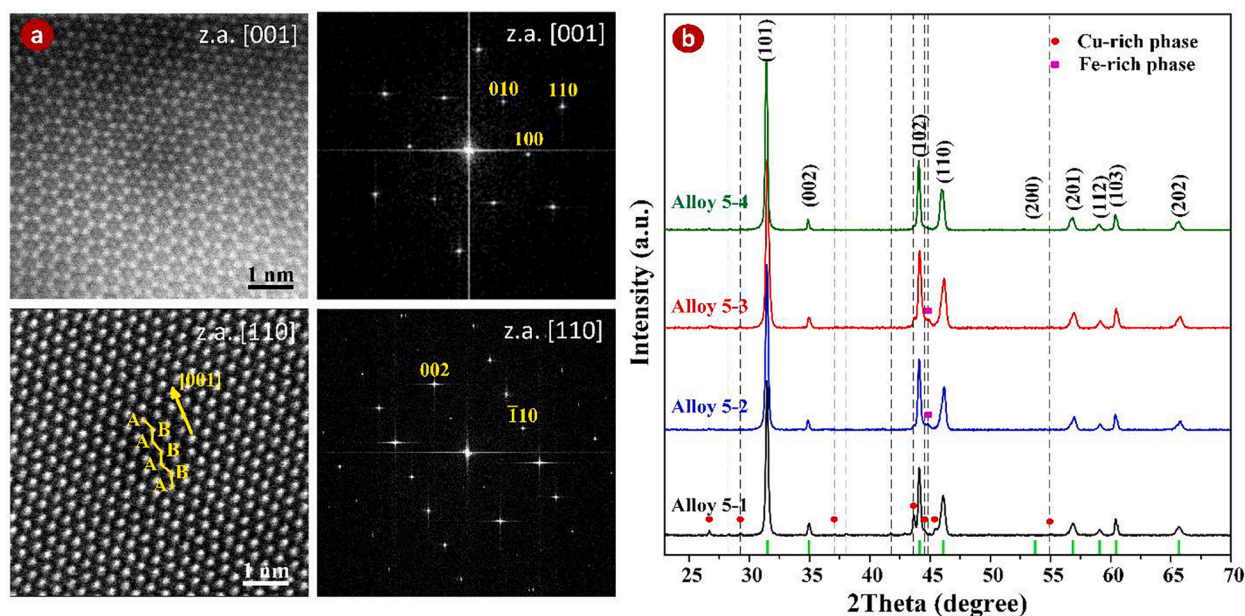 a
z.a. [001]
1 nm
z.a. [001]
010
110
100
z.a. [110]
[001]
A
B
A
B
A
B
A
1 nm
z.a. [110]
002
1̅10
b
Cu-rich phase
Fe-rich phase
(101)
(002)
(102)
(110)
(200)
(201)
(112)
(103)
(202)
Alloy 5-4
Alloy 5-3
Alloy 5-2
Alloy 5-1
Intensity (a.u.)
25 30 35 40 45 50 55 60 65 70
2Theta (degree)